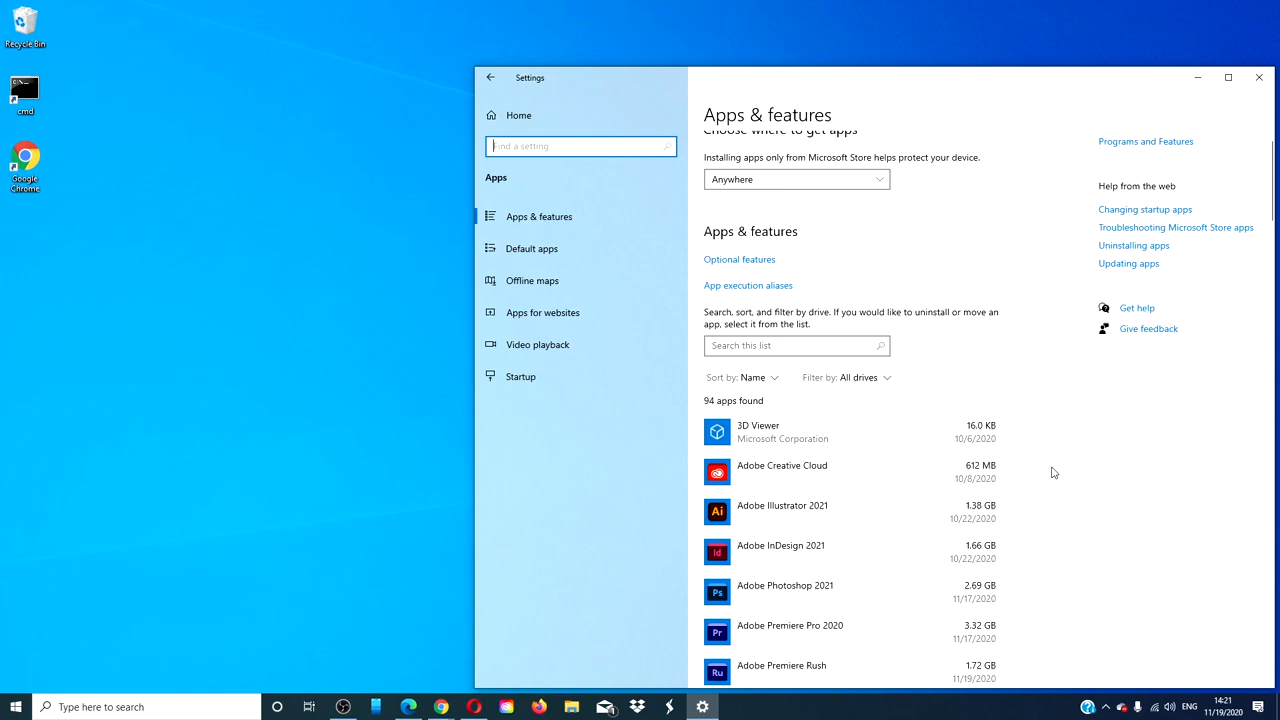 Recycle Bin
cmd
Google
Chrome
Settings
Home
Find a setting
Apps
Apps & features
Default apps
Offline maps
Apps for websites
Video playback
Startup
Apps & features
Choose where to get apps
Installing apps only from Microsoft Store helps protect your device.
Anywhere
Apps & features
Optional features
App execution aliases
Search, sort, and filter by drive. If you would like to uninstall or move an
app, select it from the list.
Search this list
Sort by: Name
Filter by: All drives
94 apps found
3D Viewer 16.0 KB
Microsoft Corporation 10/6/2020
Adobe Creative Cloud 612 MB
10/8/2020
Adobe Illustrator 2021 1.38 GB
10/22/2020
Adobe InDesign 2021 1.66 GB
10/22/2020
Adobe Photoshop 2021 2.69 GB
11/17/2020
Adobe Premiere Pro 2020 3.32 GB
11/17/2020
Adobe Premiere Rush 1.72 GB
11/19/2020
Programs and Features
Help from the web
Changing startup apps
Troubleshooting Microsoft Store apps
Uninstalling apps
Updating apps
Get help
Give feedback
Type here to search
ENG
14:21
11/19/2020